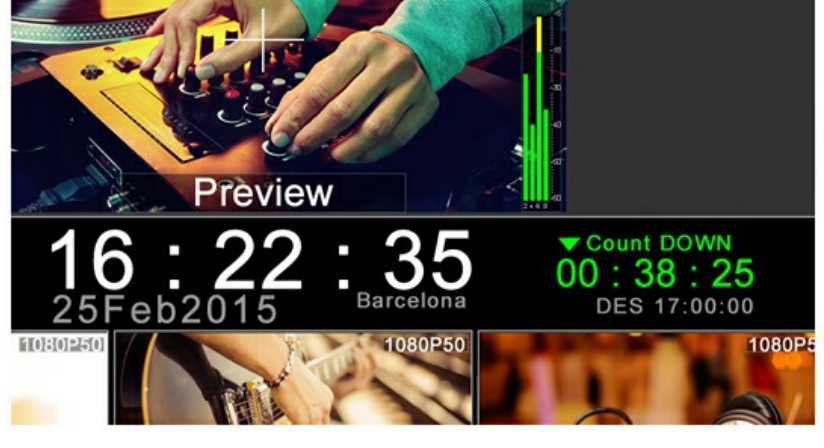 Preview
16 : 22 : 35
25Feb2015
Barcelona
Count DOWN
00 : 38 : 25
DES 17:00:00
1080P50
1080P50
1080P5